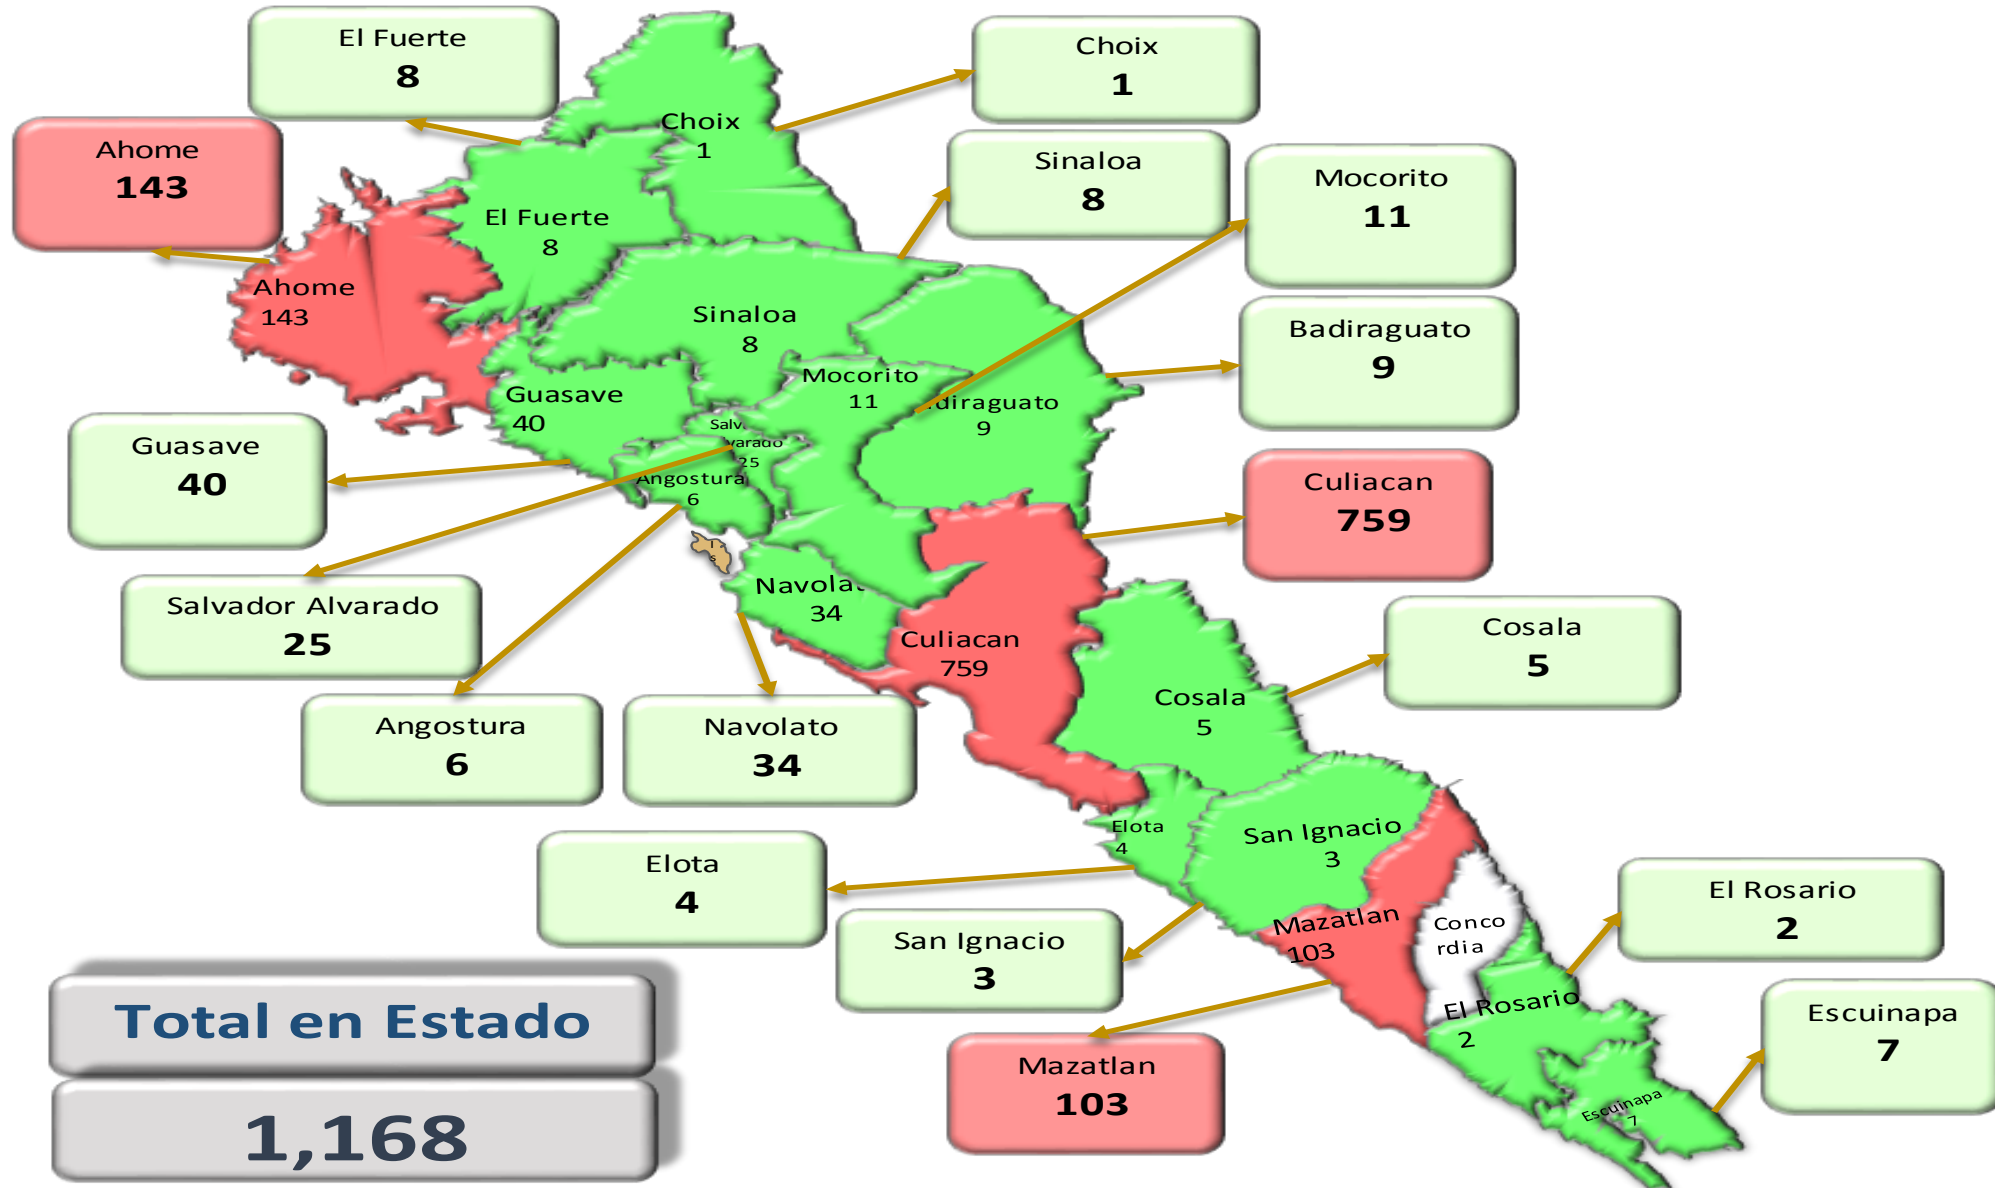 El Fuerte
8
Choix
1
Ahome
143
Sinaloa
8
Mocorito
11
Badiraguato
9
Guasave
40
Culiacan
759
Salvador Alvarado
25
Cosala
5
Angostura
6
Navolato
34
Elota
4
San Ignacio
3
El Rosario
2
Mazatlan
103
Escuinapa
7
Choix
1
El Fuerte
8
Ahome
143
Sinaloa
8
Mocorito
11
diraguato
9
Guasave
40
Salv
varado
25
Angostura
6
Navolat
34
Culiacan
759
Cosala
5
Elota
4
San Ignacio
3
Mazatlan
103
Conco
rdia
El Rosario
2
Escuinapa
7
Total en Estado
1,168